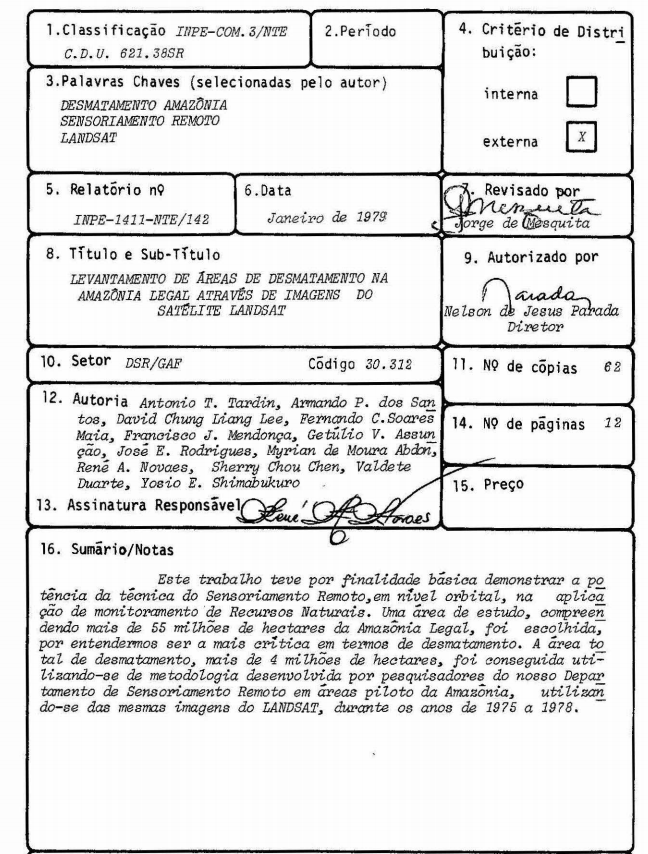 1.Classificação INPE-COM.3/NTE
C.D.U. 621.38SR
2.Período
4. Critério de Distri
buição:
interna
externa X
3.Palavras Chaves (selecionadas pelo autor)
DESMATAMENTO AMAZÔNIA
SENSORIAMENTO REMOTO
LANDSAT
5. Relatório nº
INPE-1411-NTE/142
6.Data
Janeiro de 1979
7. Revisado por
Mesquita
Jorge de Mesquita
8. Título e Sub-Título
LEVANTAMENTO DE ÁREAS DE DESMATAMENTO NA
AMAZÔNIA LEGAL ATRAVÉS DE IMAGENS DO
SATÉLITE LANDSAT
9. Autorizado por
Parada
Nelson de Jesus Parada
Diretor
10. Setor DSR/GAF Código 30.312
11. Nº de cópias 62
12. Autoria Antonio T. Tardin, Armando P. dos San
tos, David Chung Liang Lee, Fernando C.Soares
Maia, Francisco J. Mendonça, Getúlio V. Assun
ção, José E. Rodrigues, Myrian de Moura Abdon,
René A. Novaes, Sherry Chou Chen, Valdete
Duarte, Yosio E. Shimabukuro
14. Nº de páginas 12
13. Assinatura Responsável René A. Novaes
15. Preço
16. Sumário/Notas
Este trabalho teve por finalidade básica demonstrar a po
tência da técnica do Sensoriamento Remoto,em nível orbital, na aplica
ção de monitoramento de Recursos Naturais. Uma área de estudo, compreen
dendo mais de 55 milhões de hectares da Amazônia Legal, foi escolhida,
por entendermos ser a mais crítica em termos de desmatamento. A área to
tal de desmatamento, mais de 4 milhões de hectares, foi conseguida uti-
lizando-se de metodologia desenvolvida por pesquisadores do nosso Depar
tamento de Sensoriamento Remoto em áreas piloto da Amazônia, utilizan
do-se das mesmas imagens do LANDSAT, durante os anos de 1975 a 1978.